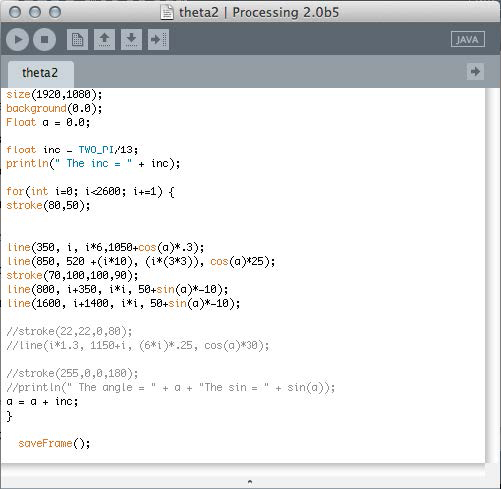 theta2 | Processing 2.0b5
JAVA
theta2
size(1920,1080);
background(0.0);
Float a = 0.0;
float inc = TWO_PI/13;
println(" The inc = " + inc);
for(int i=0; i<2600; i+=1) {
stroke(80,50);
line(350, i, i*6,1050+cos(a)*.3);
line(850, 520 +(i*10), (i*(3*3)), cos(a)*25);
stroke(70,100,100,90);
line(800, i+350, i*i, 50+sin(a)*-10);
line(1600, i+1400, i*i, 50+sin(a)*-10);
//stroke(22,22,0,80);
//line(i*1.3, 1150+i, (6*i)*.25, cos(a)*30);
//stroke(255,0,0,180);
//println(" The angle = " + a + "The sin = " + sin(a));
a = a + inc;
}
saveFrame();